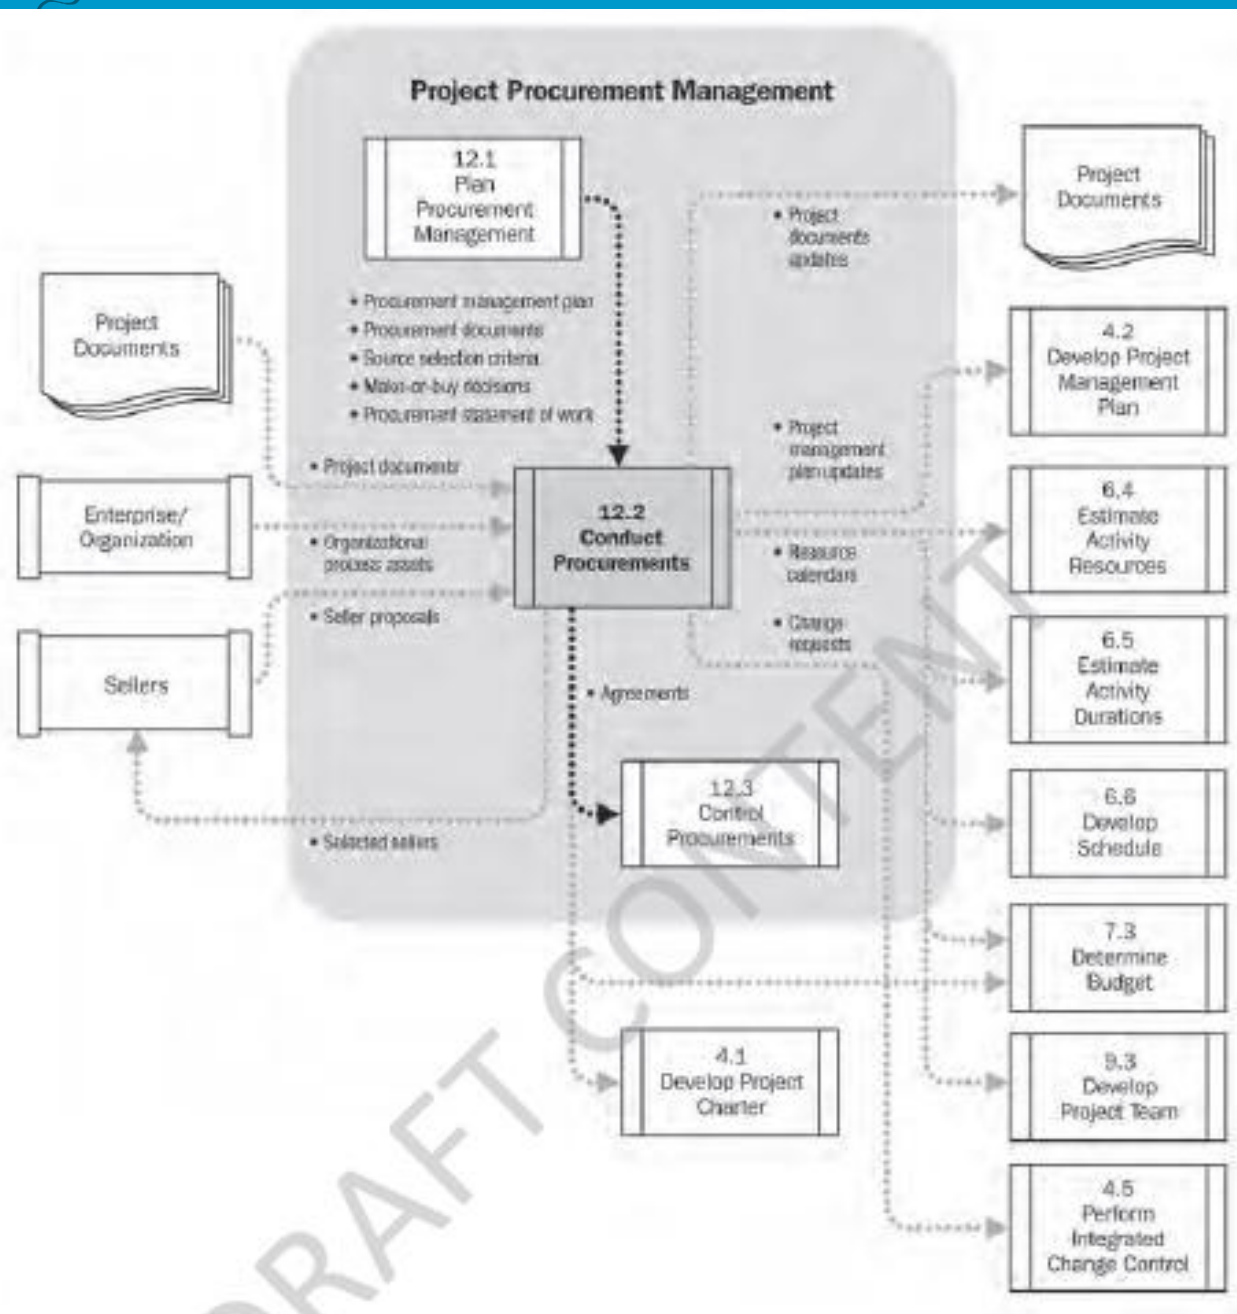 Project Procurement Management
12.1
Plan
Procurement
Management
• Procurement management plan
• Procurement documents
• Source selection criteria
• Make-or-buy decisions
• Procurement statement of work
Project
Documents
• Project documents
Enterprise/
Organization
• Organizational
process assets
Sellers
• Seller proposals
12.2
Conduct
Procurements
• Agreements
• Selected sellers
12.3
Control
Procurements
4.1
Develop Project
Charter
• Project
documents
updates
• Project
management
plan updates
• Resource
calendars
• Change
requests
Project
Documents
4.2
Develop Project
Management
Plan
6.4
Estimate
Activity
Resources
6.5
Estimate
Activity
Durations
6.6
Develop
Schedule
7.3
Determine
Budget
9.3
Develop
Project Team
4.5
Perform
Integrated
Change Control
DRAFT CONTENT